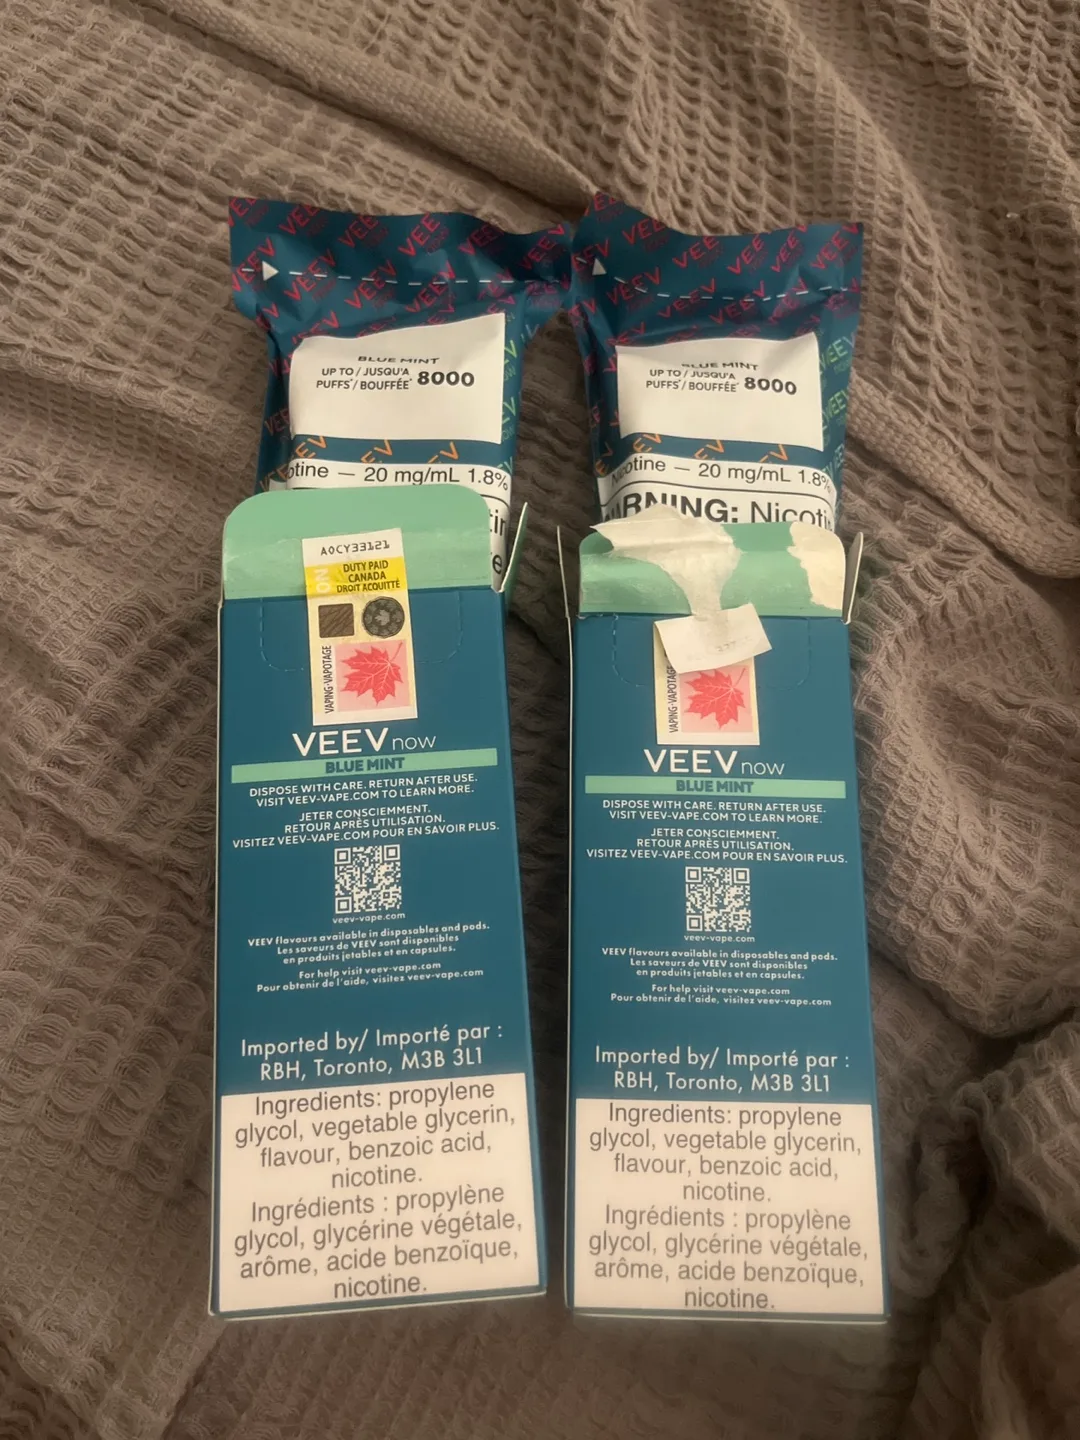 VEEV
BLUE MINT
UP TO / JUSQU'A
PUFFS* / BOUFFÉE* 8000
20 mg/mL 1.8%
A0CY33121
ON
DUTY PAID
CANADA
DROIT ACQUITTÉ
VAPING-VAPOTAGE
VEEV now
BLUE MINT
DISPOSE WITH CARE. RETURN AFTER USE.
VISIT VEEV-VAPE.COM TO LEARN MORE.
JETER CONSCIEMMENT.
RETOUR APRÈS UTILISATION.
VISITEZ VEEV-VAPE.COM POUR EN SAVOIR PLUS.
veev-vape.com
VEEV flavours available in disposables and pods.
Les saveurs de VEEV sont disponibles
en produits jetables et en capsules.
For help visit veev-vape.com
Pour obtenir de l'aide, visitez veev-vape.com
Imported by/ Importé par :
RBH, Toronto, M3B 3L1
Ingredients: propylene
glycol, vegetable glycerin,
flavour, benzoic acid,
nicotine.
Ingrédients : propylène
glycol, glycérine végétale,
arôme, acide benzoïque,
nicotine.
VEEV
BLUE MINT
UP TO / JUSQU'A
PUFFS* / BOUFFÉE* 8000
Nicotine — 20 mg/mL 1.8%
VAPING-VAPOTAGE
VEEV now
BLUE MINT
DISPOSE WITH CARE. RETURN AFTER USE.
VISIT VEEV-VAPE.COM TO LEARN MORE.
JETER CONSCIEMMENT.
RETOUR APRÈS UTILISATION.
VISITEZ VEEV-VAPE.COM POUR EN SAVOIR PLUS.
veev-vape.com
VEEV flavours available in disposables and pods.
Les saveurs de VEEV sont disponibles
en produits jetables et en capsules.
For help visit veev-vape.com
Pour obtenir de l'aide, visitez veev-vape.com
Imported by/ Importé par :
RBH, Toronto, M3B 3L1
Ingredients: propylene
glycol, vegetable glycerin,
flavour, benzoic acid,
nicotine.
Ingrédients : propylène
glycol, glycérine végétale,
arôme, acide benzoïque,
nicotine.